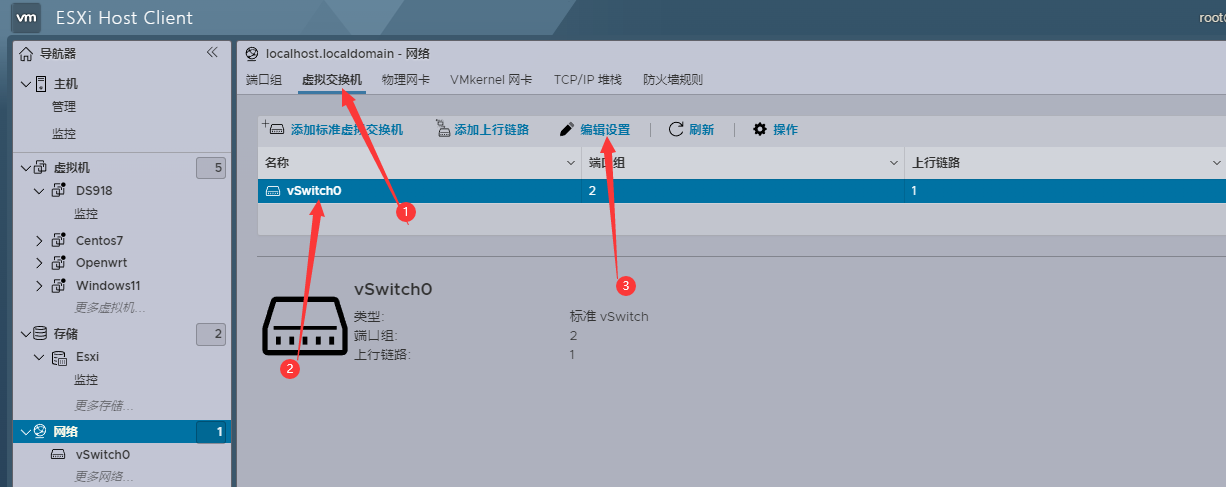 vm ESXi Host Client
root
导航器
主机
管理
监控
虚拟机 5
DS918
监控
Centos7
Openwrt
Windows11
更多虚拟机...
存储 2
Esxi
监控
更多存储...
网络 1
vSwitch0
更多网络...
localhost.localdomain - 网络
端口组 虚拟交换机 物理网卡 VMkernel 网卡 TCP/IP 堆栈 防火墙规则
添加标准虚拟交换机 添加上行链路 编辑设置 刷新 操作
名称 端口组 上行链路
vSwitch0 2 1
1
3
2
vSwitch0
类型: 标准 vSwitch
端口组: 2
上行链路: 1